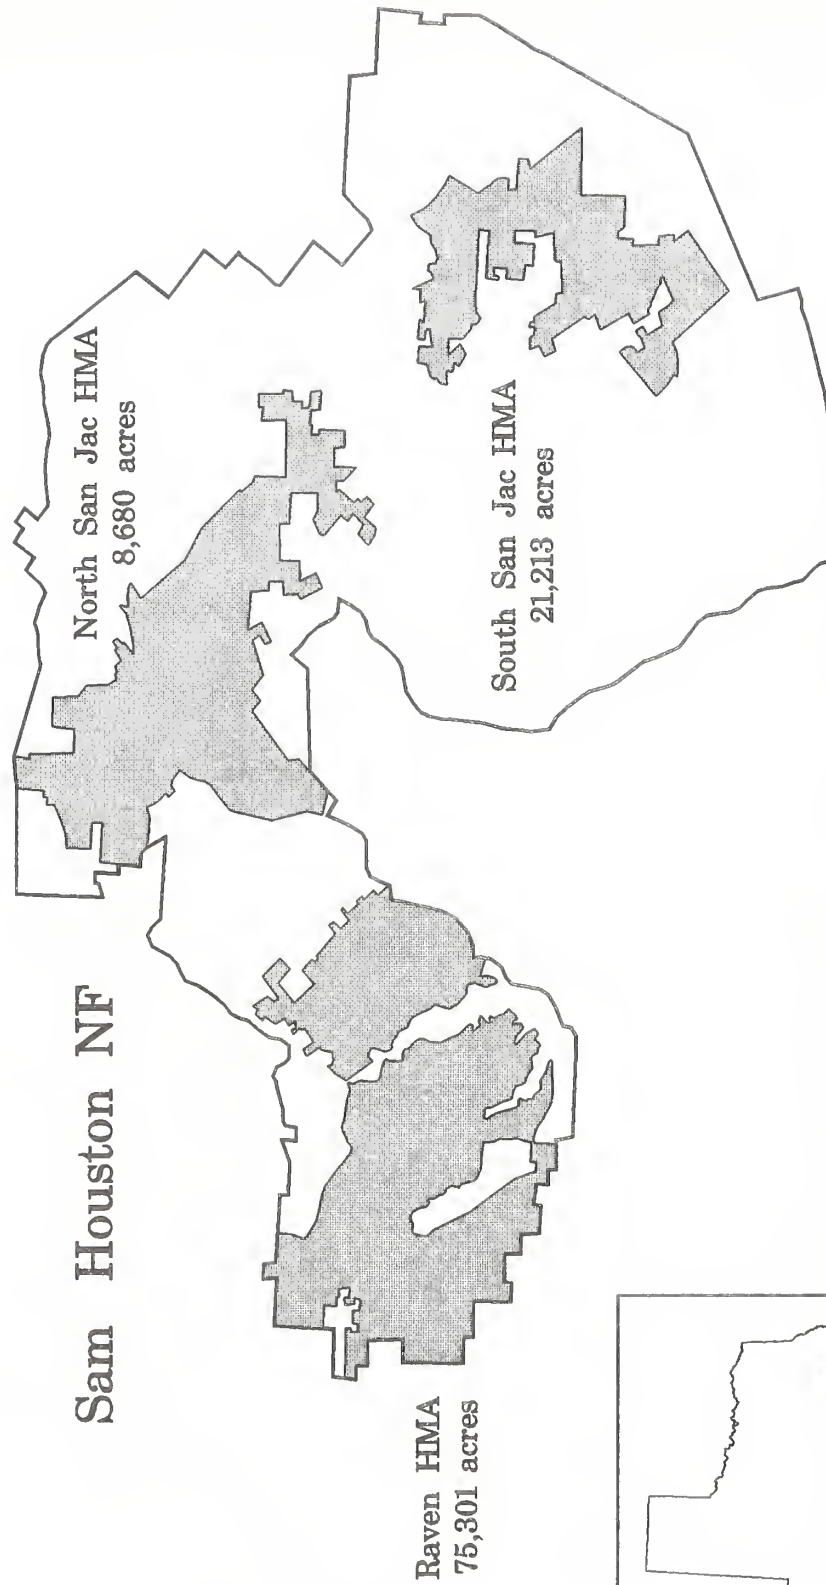 Sam Houston NF
North San Jac HMA
8,680 acres
South San Jac HMA
21,213 acres
Raven HMA
75,301 acres